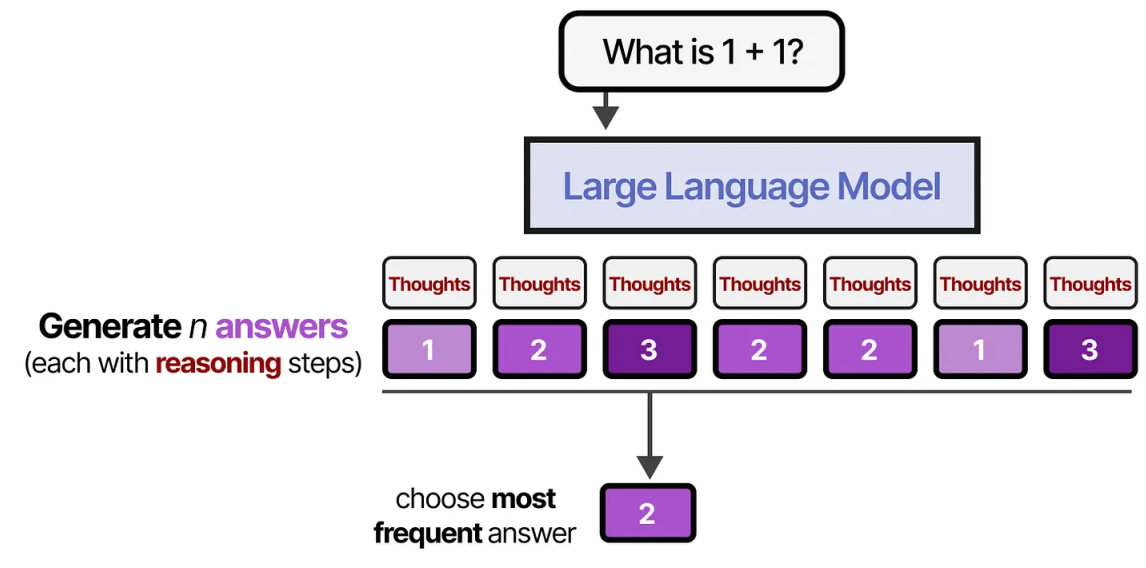 What is 1 + 1?
Large Language Model
Thoughts Thoughts Thoughts Thoughts Thoughts Thoughts Thoughts
Generate n answers
(each with reasoning steps)
1 2 3 2 2 1 3
choose most
frequent answer
2